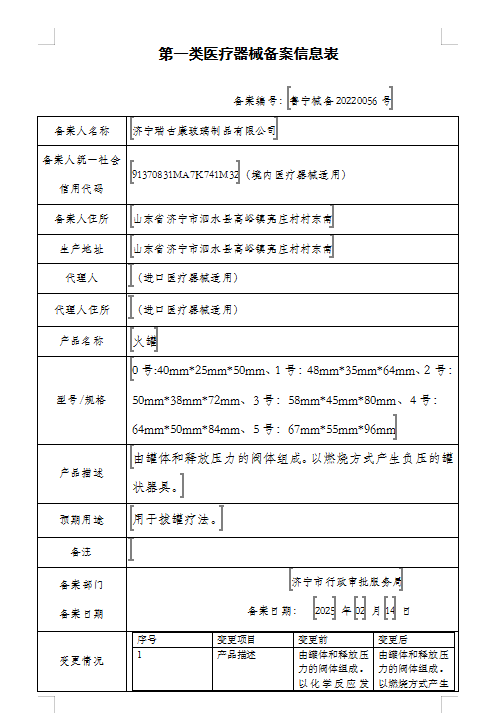 第一类医疗器械备案信息表
备案编号：鲁宁械备20220056号
备案人名称 济宁瑞吉康玻璃制品有限公司
备案人统一社会
信用代码
91370831MA7K741M32（境内医疗器械适用）
备案人住所 山东省济宁市泗水县高峪镇亮庄村村东南
生产地址 山东省济宁市泗水县高峪镇亮庄村村东南
代理人 （进口医疗器械适用）
代理人住所 （进口医疗器械适用）
产品名称 火罐
型号/规格
0号:40mm*25mm*50mm、1号：48mm*35mm*64mm、2号：
50mm*38mm*72mm、3号：58mm*45mm*80mm、4号：
64mm*50mm*84mm、5号：67mm*55mm*96mm
产品描述
由罐体和释放压力的阀体组成。以燃烧方式产生负压的罐
状器具。
预期用途 用于拔罐疗法。
备注
备案部门
备案日期
济宁市行政审批服务局
备案日期： 2025 年 02 月 14 日
变更情况
序号 变更项目 变更前 变更后
1 产品描述 由罐体和释放压 由罐体和释放压
力的阀体组成。 力的阀体组成。
以化学反应发 以燃烧方式产生